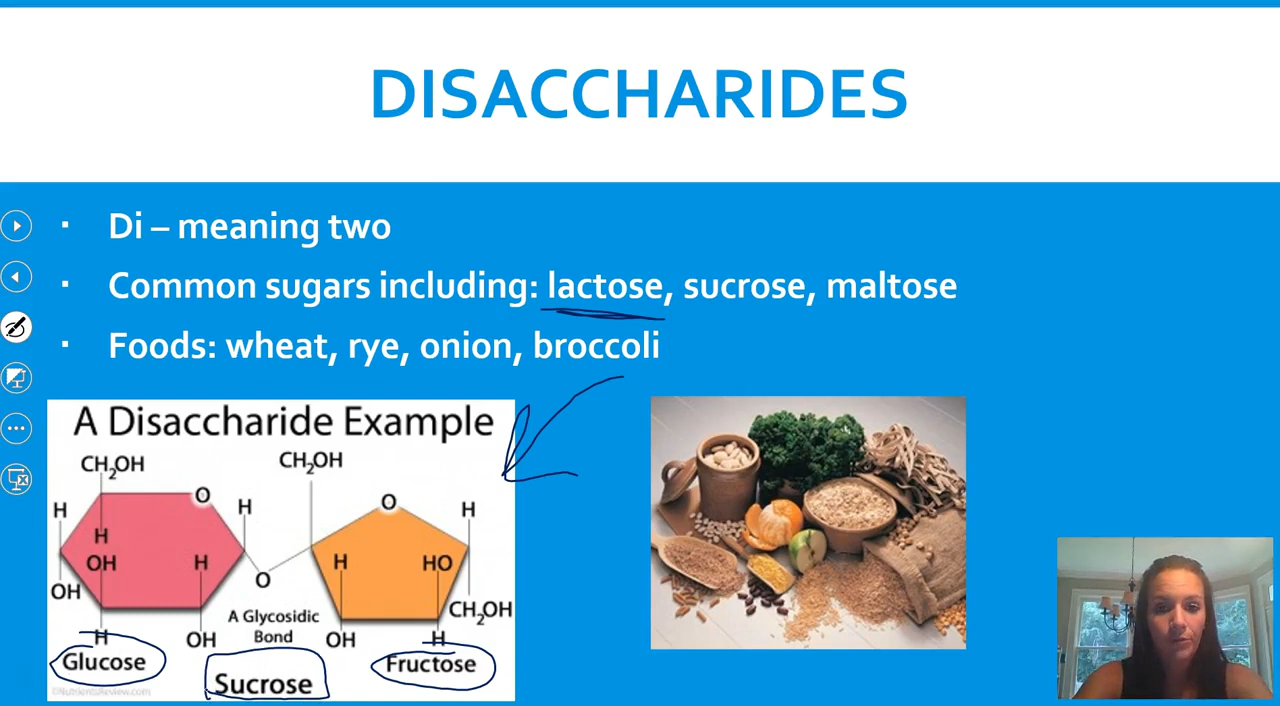 DISACCHARIDES
Di – meaning two
Common sugars including: lactose, sucrose, maltose
Foods: wheat, rye, onion, broccoli
A Disaccharide Example
CH2OH
CH2OH
O
O
H
H
H
H
OH
H
H
HO
O
OH
A Glycosidic
Bond
CH2OH
H
OH
OH
H
Glucose
Fructose
Sucrose
©NutrientsReview.com